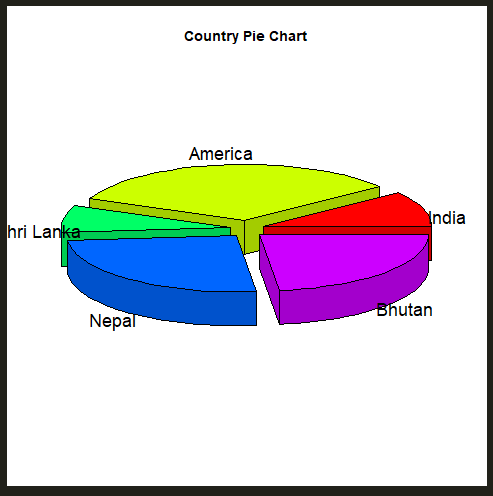 Country Pie Chart
America
India
hri Lanka
Nepal
Bhutan